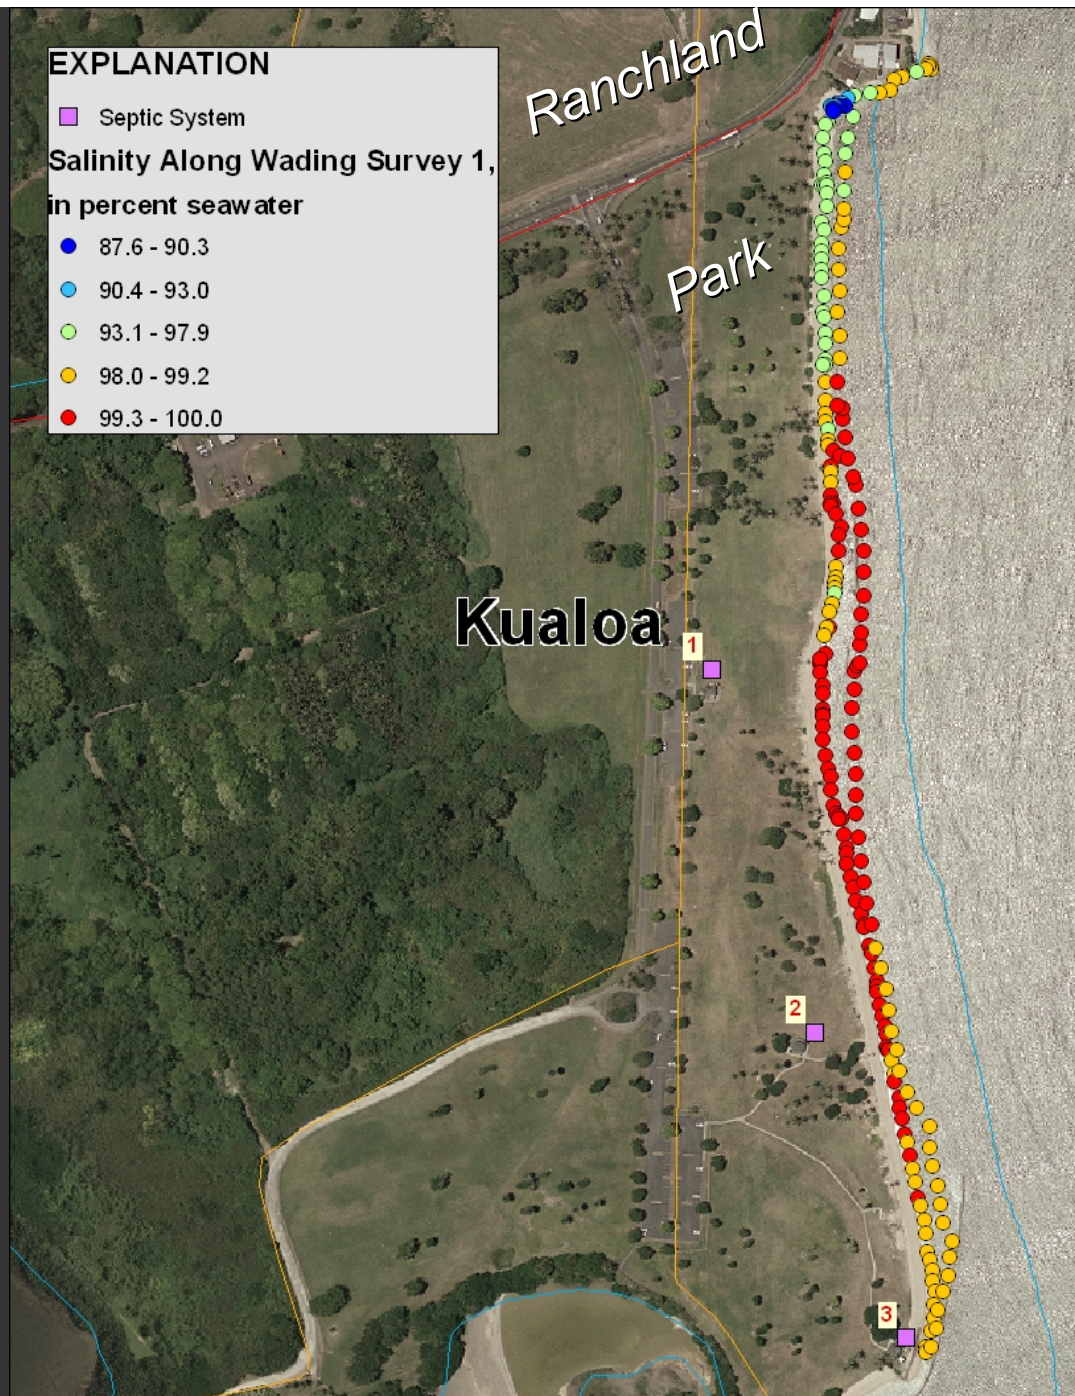 EXPLANATION
Septic System
Salinity Along Wading Survey 1,
in percent seawater
87.6 - 90.3
90.4 - 93.0
93.1 - 97.9
98.0 - 99.2
99.3 - 100.0
Ranchland
Park
Kualoa
1
2
3